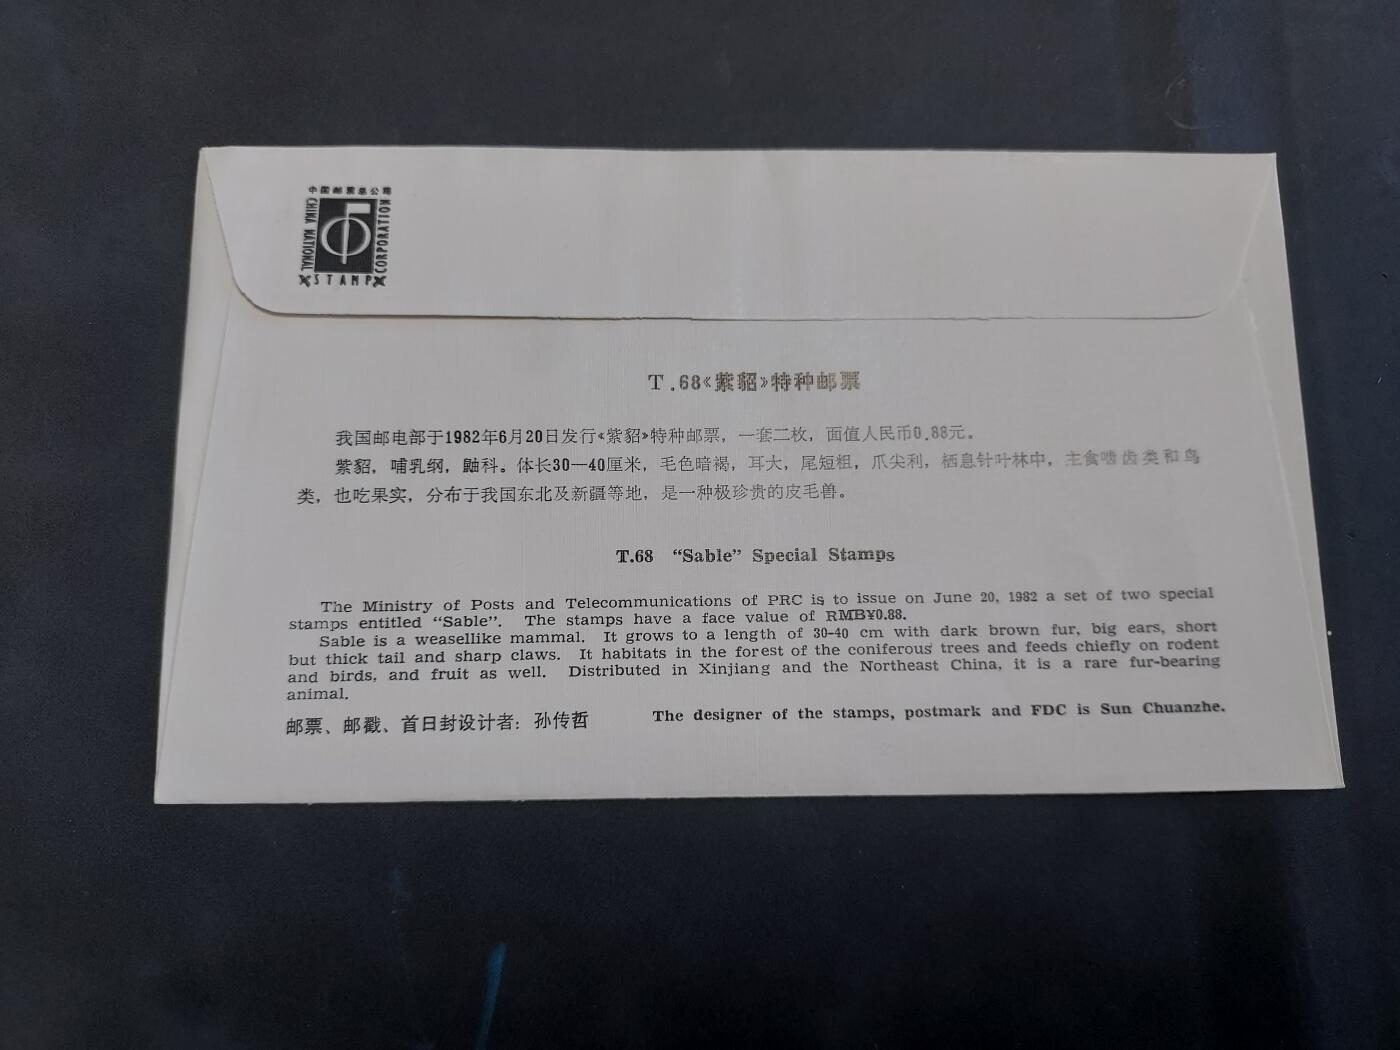 中国邮票总公司
CHINA NATIONAL
STAMP
CORPORATION
T.68《紫貂》特种邮票
我国邮电部于1982年6月20日发行《紫貂》特种邮票，一套二枚，面值人民币0.88元。
紫貂，哺乳纲，鼬科。体长30—40厘米，毛色暗褐，耳大，尾短粗，爪尖利，栖息针叶林中，主食啮齿类和鸟
类，也吃果实，分布于我国东北及新疆等地，是一种极珍贵的皮毛兽。
T.68 “Sable” Special Stamps
The Ministry of Posts and Telecommunications of PRC is to issue on June 20, 1982 a set of two special
stamps entitled “Sable”. The stamps have a face value of RMB¥0.88.
Sable is a weasellike mammal. It grows to a length of 30-40 cm with dark brown fur, big ears, short
but thick tail and sharp claws. It habitats in the forest of the coniferous trees and feeds chiefly on rodent
and birds, and fruit as well. Distributed in Xinjiang and the Northeast China, it is a rare fur-bearing
animal.
邮票、邮戳、首日封设计者：孙传哲 The designer of the stamps, postmark and FDC is Sun Chuanzhe.